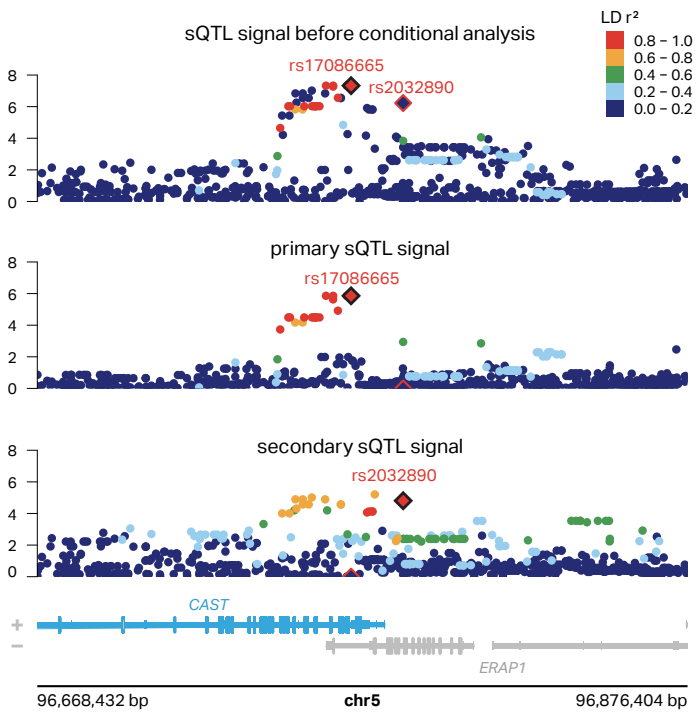 sQTL signal before conditional analysis
LD r²
0.8 – 1.0
0.6 – 0.8
0.4 – 0.6
0.2 – 0.4
0.0 – 0.2
rs17086665
rs2032890
8
6
4
2
0
primary sQTL signal
rs17086665
8
6
4
2
0
secondary sQTL signal
rs2032890
8
6
4
2
0
CAST
+
–
ERAP1
96,668,432 bp
chr5
96,876,404 bp